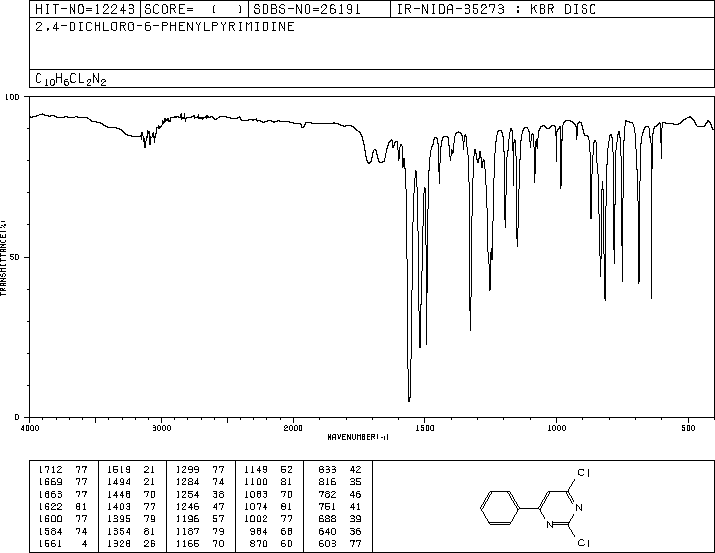 HIT-NO=12243 SCORE= ( ) SDBS-NO=26191 IR-NIDA-35273 : KBR DISC
2,4-DICHLORO-6-PHENYLPYRIMIDINE
C10H6CL2N2
100
TRANSMITTANCE(%)
50
0
4000 3000 2000 1500 1000 500
WAVENUMBER(-1)
1712 77 1519 21 1299 77 1149 52 833 42
1669 77 1494 21 1284 74 1100 81 816 35
1663 77 1448 70 1254 38 1083 70 782 46
1622 81 1403 77 1246 47 1074 81 751 41
1600 77 1395 79 1196 57 1002 77 688 39
1584 74 1354 81 1187 79 984 68 640 36
1561 4 1328 26 1165 70 870 60 603 77
Cl
N
N
Cl